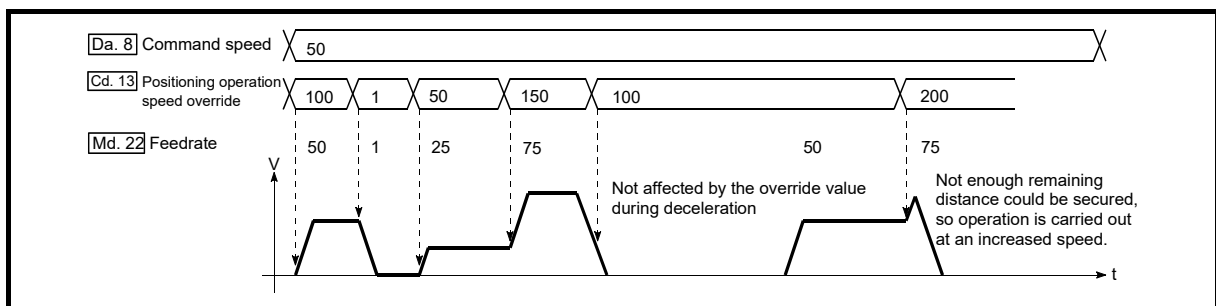 Da. 8 Command speed
50
Cd. 13 Positioning operation
speed override
100 1 50 150 100 200
Md. 22 Feedrate
50 1 25 75 50 75
V
Not affected by the override value
during deceleration
Not enough remaining
distance could be secured,
so operation is carried out
at an increased speed.
t